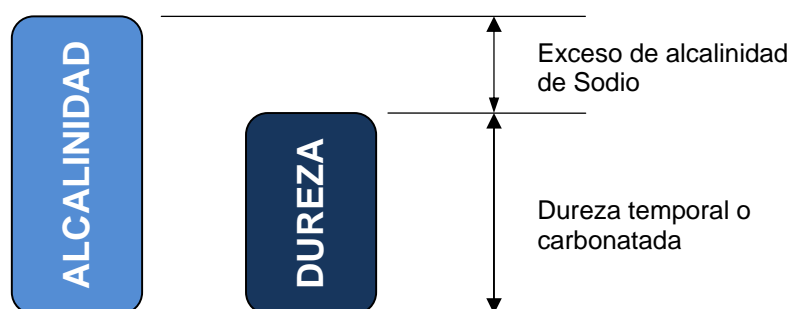 ALCALINIDAD
DUREZA
Exceso de alcalinidad
de Sodio
Dureza temporal o
carbonatada